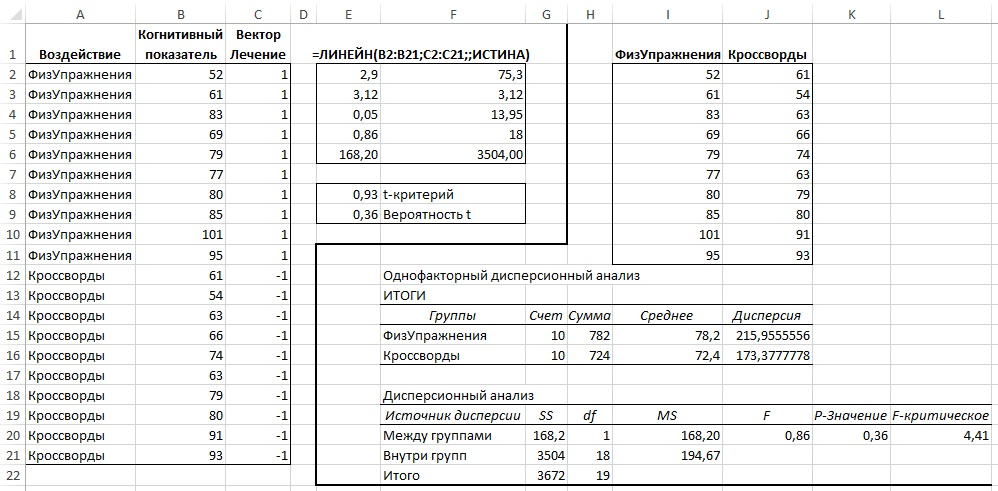 A B C D E F G H I J K L
Когнитивный Вектор
1 Воздействие показатель Лечение =ЛИНЕЙН(B2:B21;C2:C21;;ИСТИНА) ФизУпражнения Кроссворды
2 ФизУпражнения 52 1 2,9 75,3 52 61
3 ФизУпражнения 61 1 3,12 3,12 61 54
4 ФизУпражнения 83 1 0,05 13,95 83 63
5 ФизУпражнения 69 1 0,86 18 69 66
6 ФизУпражнения 79 1 168,20 3504,00 79 74
7 ФизУпражнения 77 1 77 63
8 ФизУпражнения 80 1 0,93 t-критерий 80 79
9 ФизУпражнения 85 1 0,36 Вероятность t 85 80
10 ФизУпражнения 101 1 101 91
11 ФизУпражнения 95 1 95 93
12 Кроссворды 61 -1 Однофакторный дисперсионный анализ
13 Кроссворды 54 -1 ИТОГИ
14 Кроссворды 63 -1 Группы Счет Сумма Среднее Дисперсия
15 Кроссворды 66 -1 ФизУпражнения 10 782 78,2 215,9555556
16 Кроссворды 74 -1 Кроссворды 10 724 72,4 173,3777778
17 Кроссворды 63 -1
18 Кроссворды 79 -1 Дисперсионный анализ
19 Кроссворды 80 -1 Источник дисперсии SS df MS F P-Значение F-критическое
20 Кроссворды 91 -1 Между группами 168,2 1 168,20 0,86 0,36 4,41
21 Кроссворды 93 -1 Внутри групп 3504 18 194,67
22 Итого 3672 19